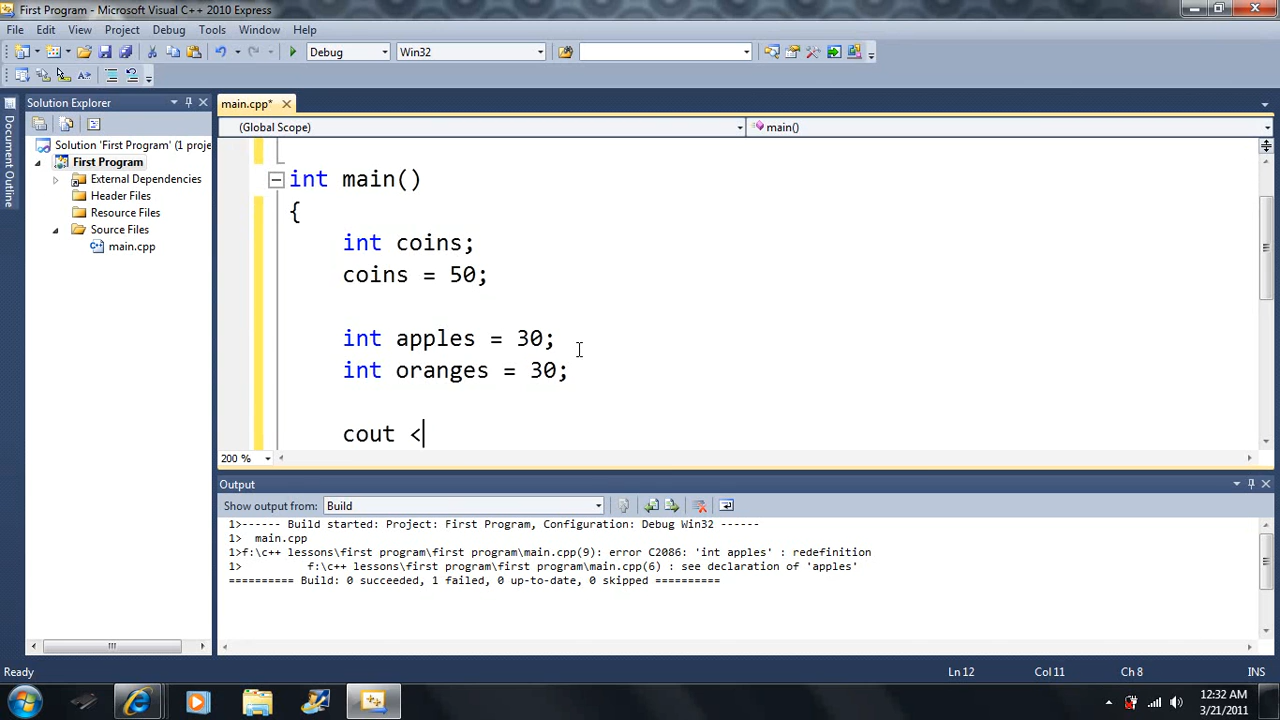 First Program - Microsoft Visual C++ 2010 Express
File Edit View Project Debug Tools Window Help
Debug Win32
Solution Explorer
main.cpp*
Document Outline
(Global Scope)
main()
Solution 'First Program' (1 proje
First Program
External Dependencies
Header Files
Resource Files
Source Files
main.cpp
int main()
{
int coins;
coins = 50;
int apples = 30;
int oranges = 30;
cout <
200 %
Output
Show output from: Build
1>------ Build started: Project: First Program, Configuration: Debug Win32 ------
1> main.cpp
1>f:\c++ lessons\first program\first program\main.cpp(9): error C2086: 'int apples' : redefinition
1> f:\c++ lessons\first program\first program\main.cpp(6) : see declaration of 'apples'
========== Build: 0 succeeded, 1 failed, 0 up-to-date, 0 skipped ==========
Ready
Ln 12 Col 11 Ch 8 INS
12:32 AM
3/21/2011